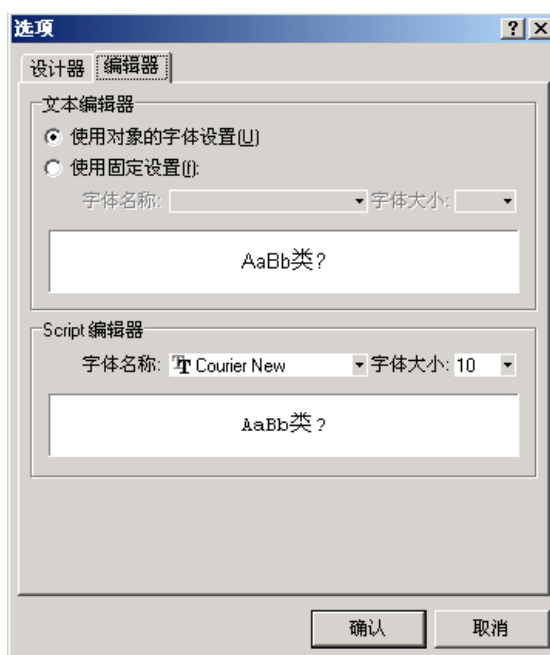 选项
设计器 编辑器
文本编辑器
使用对象的字体设置(U)
使用固定设置(f):
字体名称: 字体大小:
AaBb类?
Script 编辑器
字体名称: Courier New 字体大小: 10
AaBb类?
确认 取消